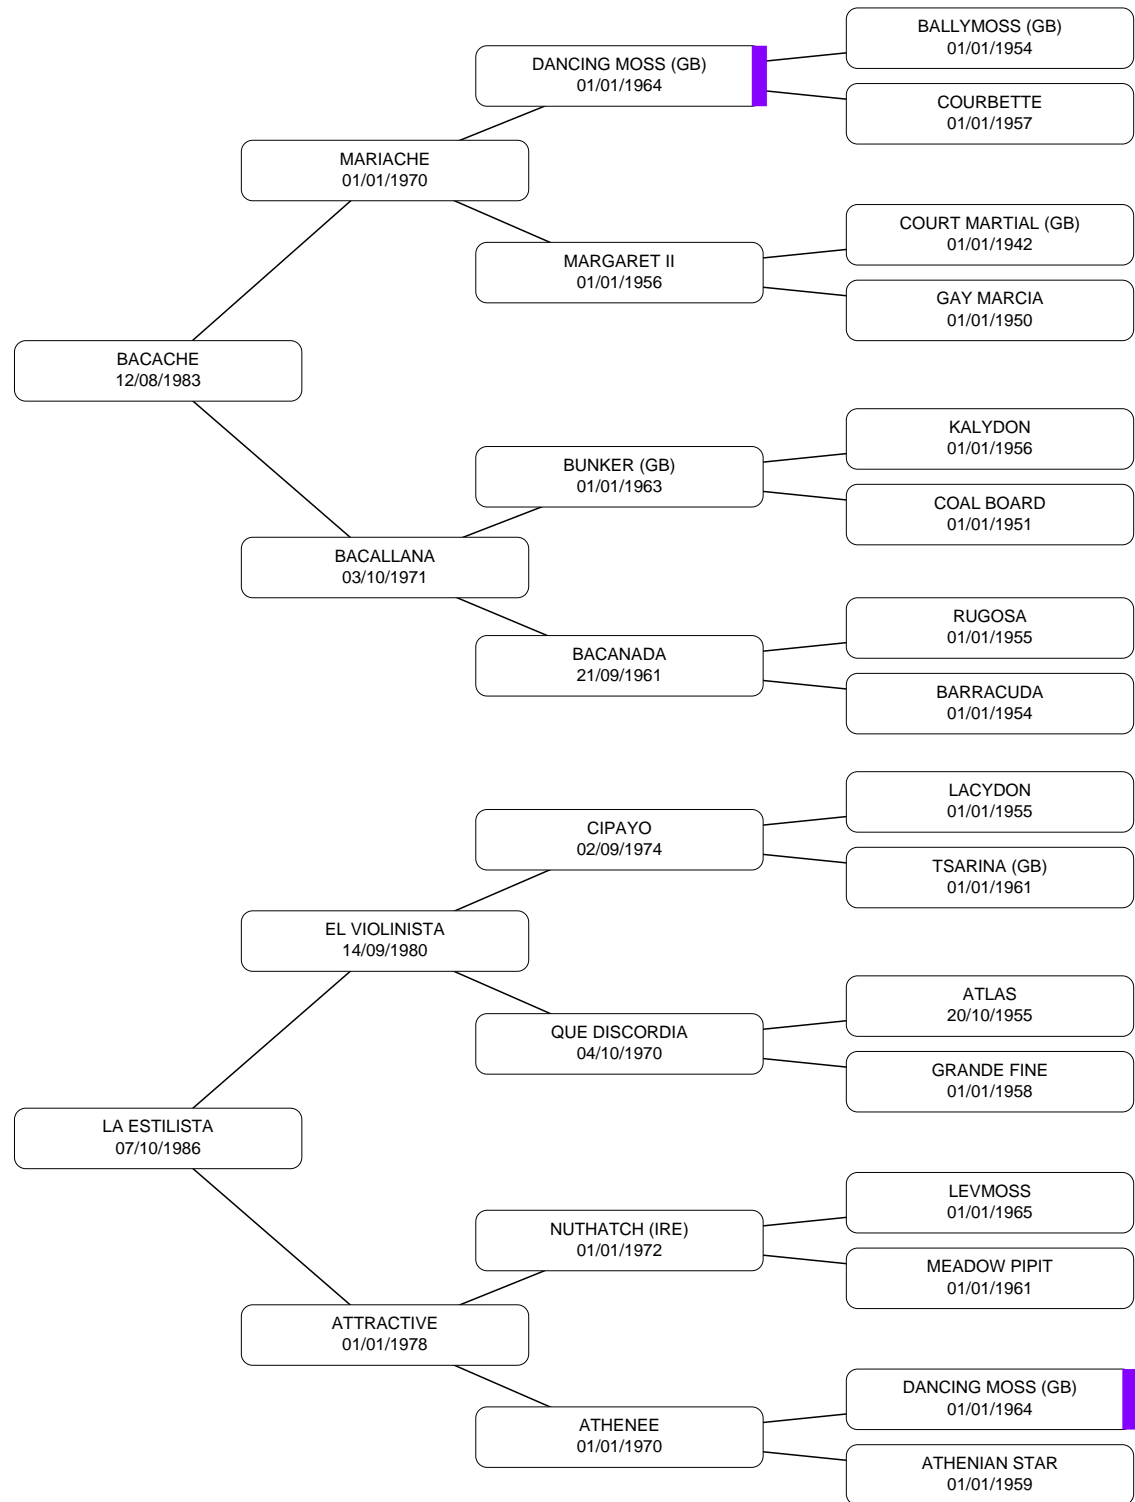 BALLYMOSS (GB)
01/01/1954
DANCING MOSS (GB)
01/01/1964
COURBETTE
01/01/1957
MARIACHE
01/01/1970
COURT MARTIAL (GB)
01/01/1942
MARGARET II
01/01/1956
GAY MARCIA
01/01/1950
BACACHE
12/08/1983
KALYDON
01/01/1956
BUNKER (GB)
01/01/1963
COAL BOARD
01/01/1951
BACALLANA
03/10/1971
RUGOSA
01/01/1955
BACANADA
21/09/1961
BARRACUDA
01/01/1954
LACYDON
01/01/1955
CIPAYO
02/09/1974
TSARINA (GB)
01/01/1961
EL VIOLINISTA
14/09/1980
ATLAS
20/10/1955
QUE DISCORDIA
04/10/1970
GRANDE FINE
01/01/1958
LA ESTILISTA
07/10/1986
LEVMOSS
01/01/1965
NUTHATCH (IRE)
01/01/1972
MEADOW PIPIT
01/01/1961
ATTRACTIVE
01/01/1978
DANCING MOSS (GB)
01/01/1964
ATHENEE
01/01/1970
ATHENIAN STAR
01/01/1959